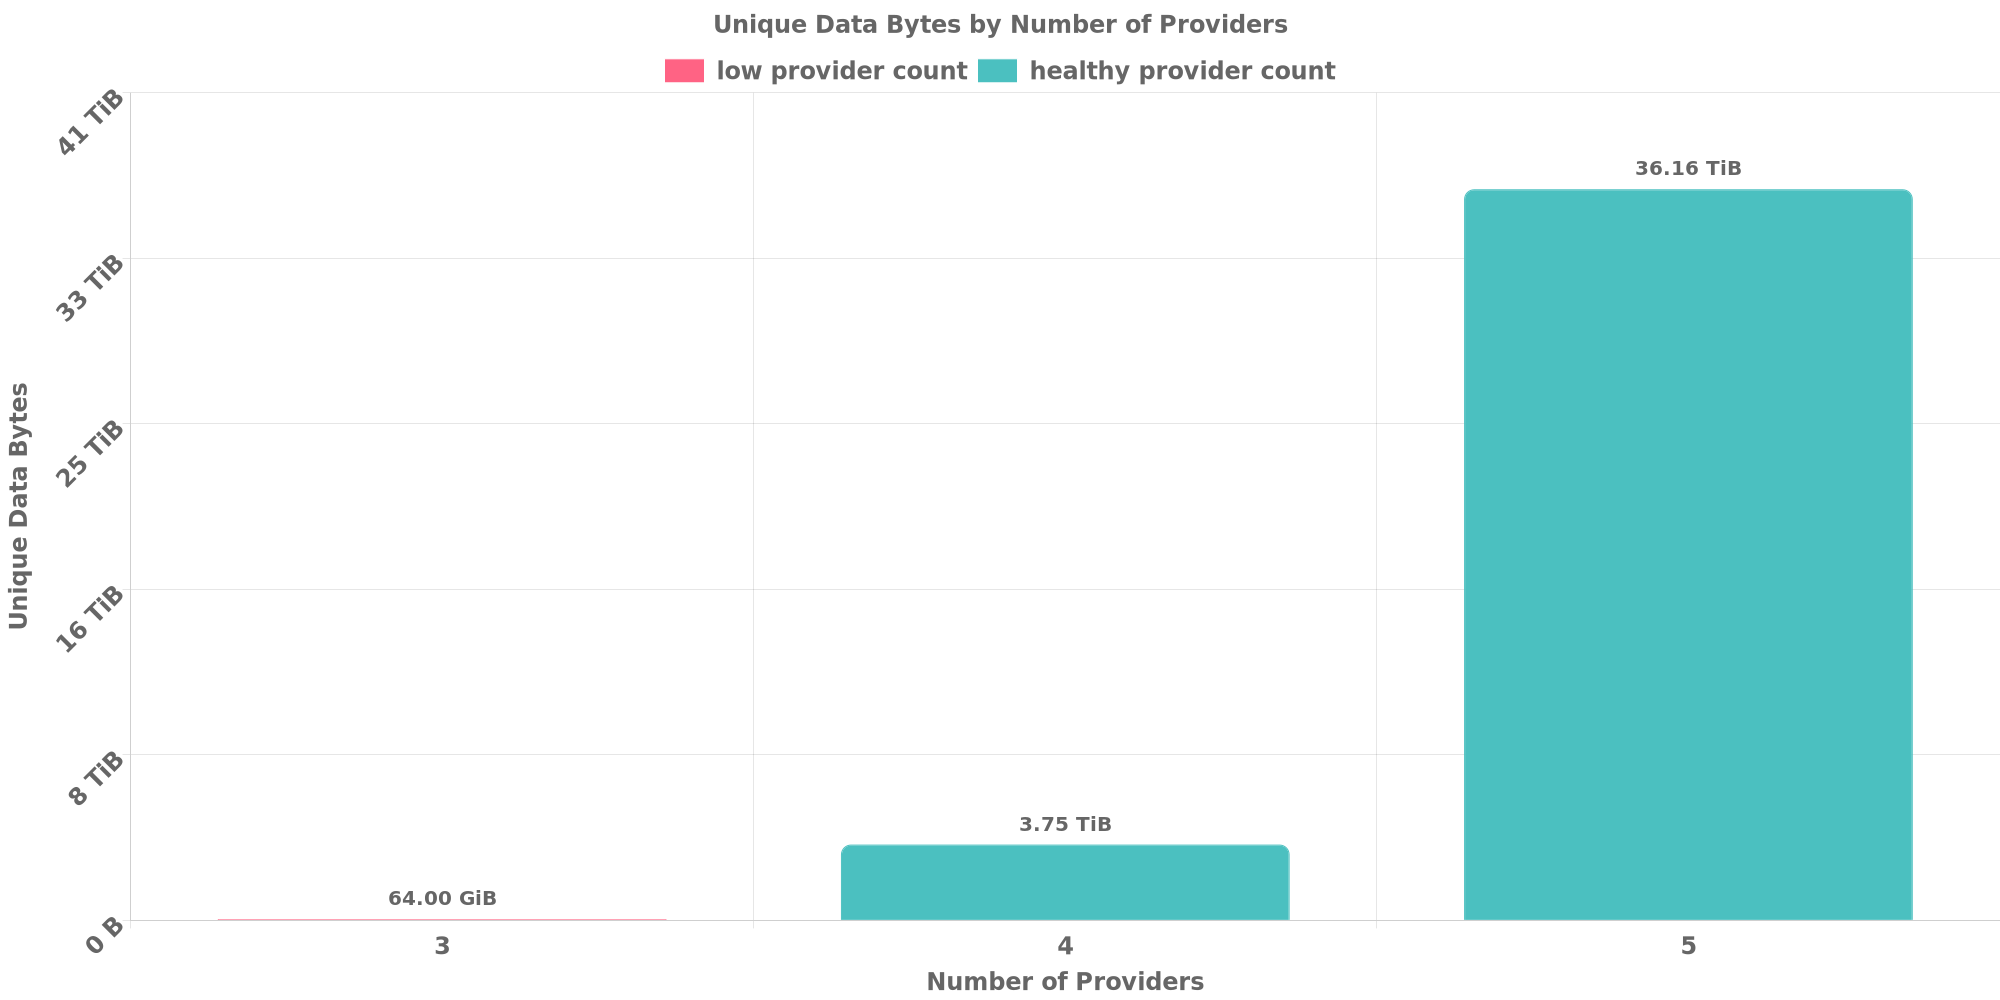 Unique Data Bytes by Number of Providers
low provider count healthy provider count
41 TiB
33 TiB
25 TiB
16 TiB
8 TiB
0 B
Unique Data Bytes
64.00 GiB
3.75 TiB
36.16 TiB
3 4 5
Number of Providers